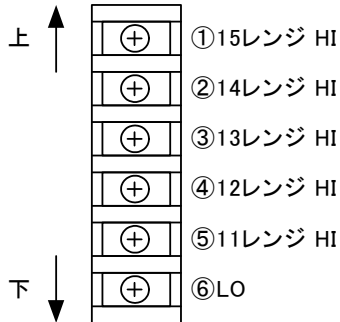 上
①15レンジ HI
②14レンジ HI
③13レンジ HI
④12レンジ HI
⑤11レンジ HI
下
⑥LO